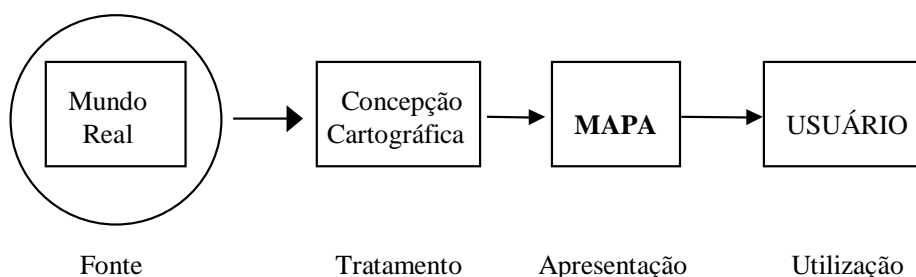 Mundo
Real
Concepção
Cartográfica
MAPA
USUÁRIO
Fonte
Tratamento
Apresentação
Utilização